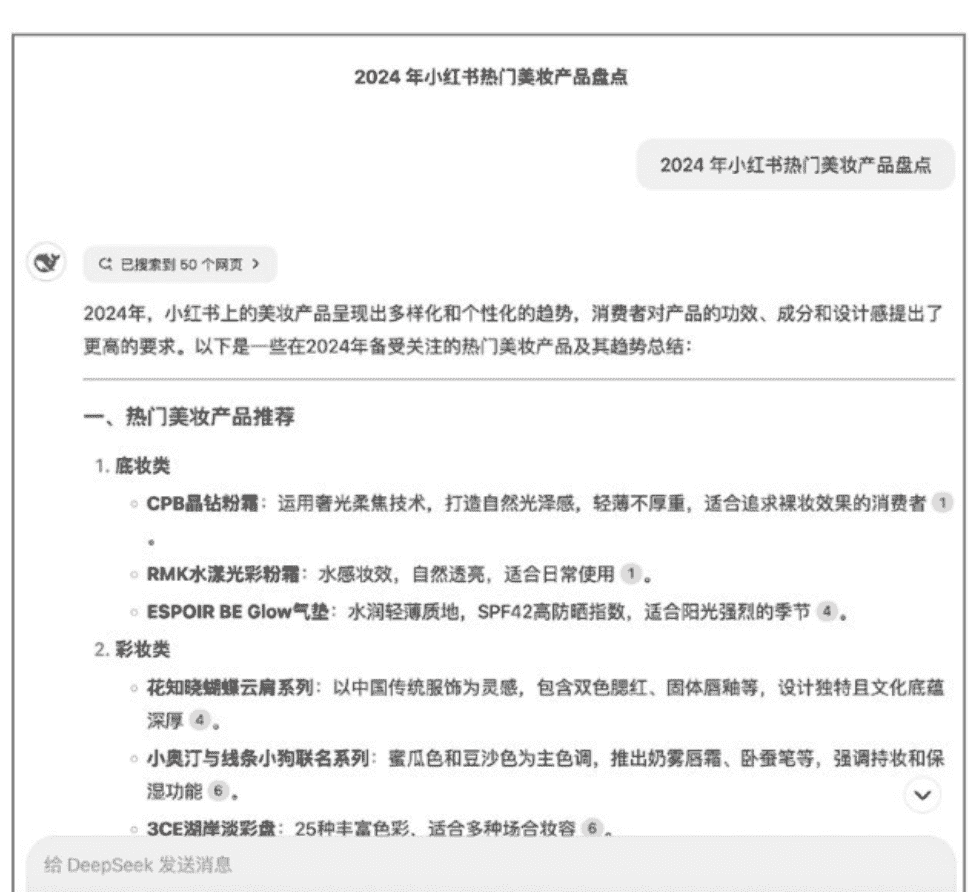 2024 年小红书热门美妆产品盘点
2024 年小红书热门美妆产品盘点
已搜索到 50 个网页 >
2024年，小红书上的美妆产品呈现出多样化和个性化的趋势，消费者对产品的功效、成分和设计感提出了
更高的要求。以下是一些在2024年备受关注的热门美妆产品及其趋势总结：
一、热门美妆产品推荐
1. 底妆类
CPB晶钻粉霜：运用奢光柔焦技术，打造自然光泽感，轻薄不厚重，适合追求裸妆效果的消费者 1
。
RMK水漾光彩粉霜：水感妆效，自然透亮，适合日常使用 1 。
ESPOIR BE Glow气垫：水润轻薄质地，SPF42高防晒指数，适合阳光强烈的季节 4 。
2. 彩妆类
花知晓蝴蝶云肩系列：以中国传统服饰为灵感，包含双色腮红、固体唇釉等，设计独特且文化底蕴
深厚 4 。
小奥汀与线条小狗联名系列：蜜瓜色和豆沙色为主色调，推出奶雾唇霜、卧蚕笔等，强调持妆和保
湿功能 6 。
3CE湖岸淡彩盘：25种丰富色彩，适合多种场合妆容 6 。
给 DeepSeek 发送消息